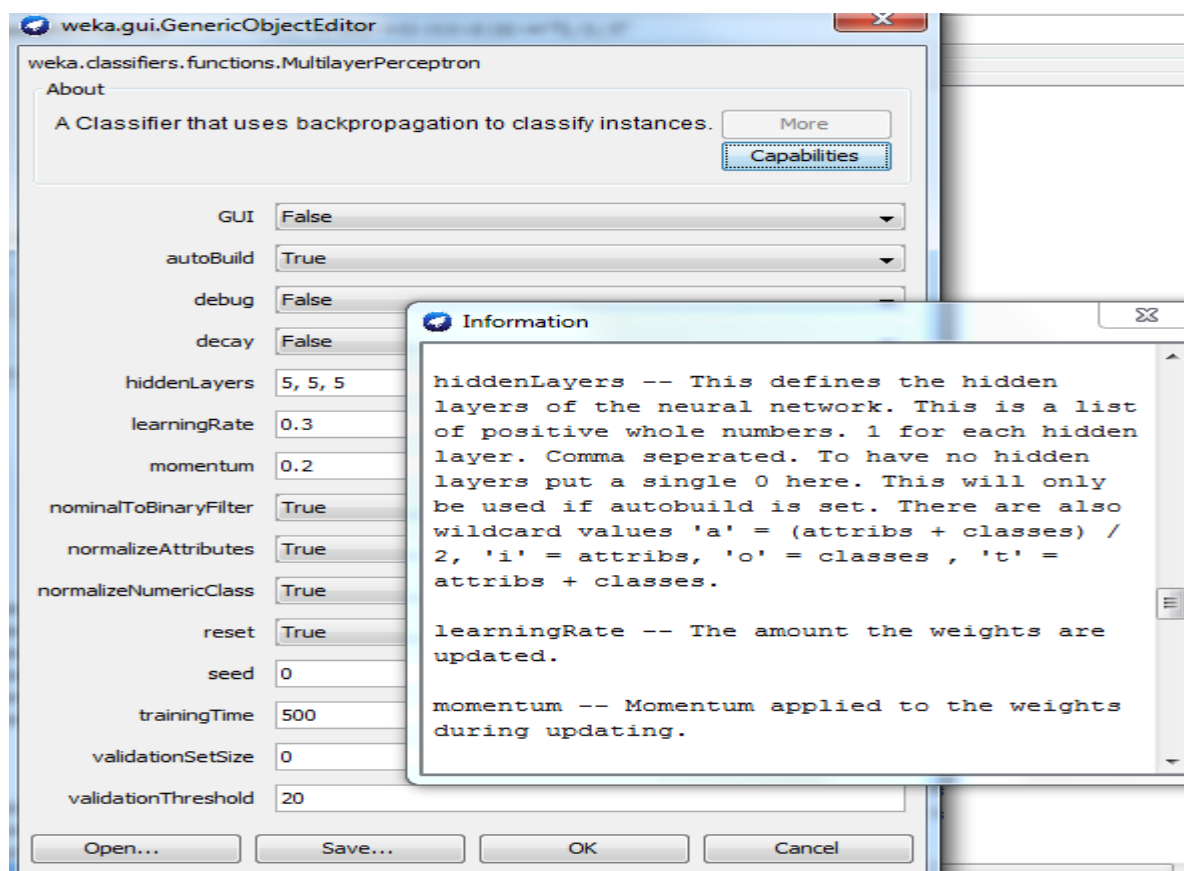 weka.gui.GenericObjectEditor
weka.classifiers.functions.MultilayerPerceptron
About
A Classifier that uses backpropagation to classify instances.
More
Capabilities
GUI False
autoBuild True
debug False
decay False
hiddenLayers 5, 5, 5
learningRate 0.3
momentum 0.2
nominalToBinaryFilter True
normalizeAttributes True
normalizeNumericClass True
reset True
seed 0
trainingTime 500
validationSetSize 0
validationThreshold 20
Open... Save... OK Cancel
Information
hiddenLayers -- This defines the hidden
layers of the neural network. This is a list
of positive whole numbers. 1 for each hidden
layer. Comma seperated. To have no hidden
layers put a single 0 here. This will only
be used if autobuild is set. There are also
wildcard values 'a' = (attribs + classes) /
2, 'i' = attribs, 'o' = classes , 't' =
attribs + classes.
learningRate -- The amount the weights are
updated.
momentum -- Momentum applied to the weights
during updating.